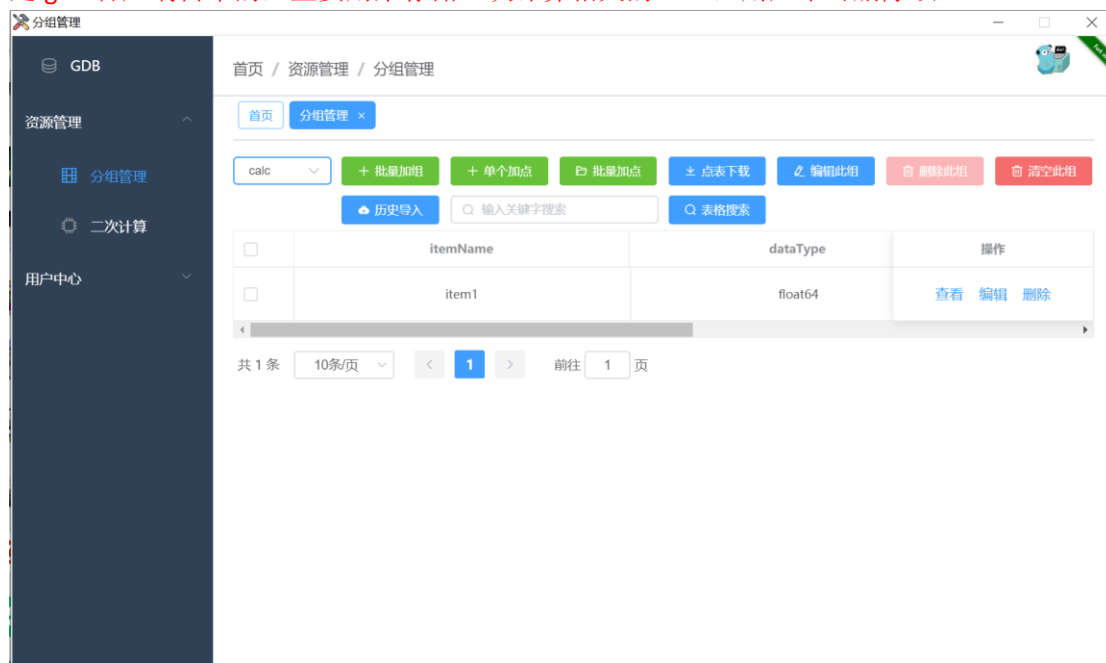 分组管理
GDB
首页 / 资源管理 / 分组管理
资源管理
首页 分组管理 ×
分组管理
calc + 批量加组 + 单个加点 批量加点 点表下载 编辑此组 删除此组 清空此组
二次计算
历史导入 输入关键字搜索 表格搜索
itemName dataType 操作
用户中心
item1 float64 查看 编辑 删除
共 1 条 10条/页 < 1 > 前往 1 页